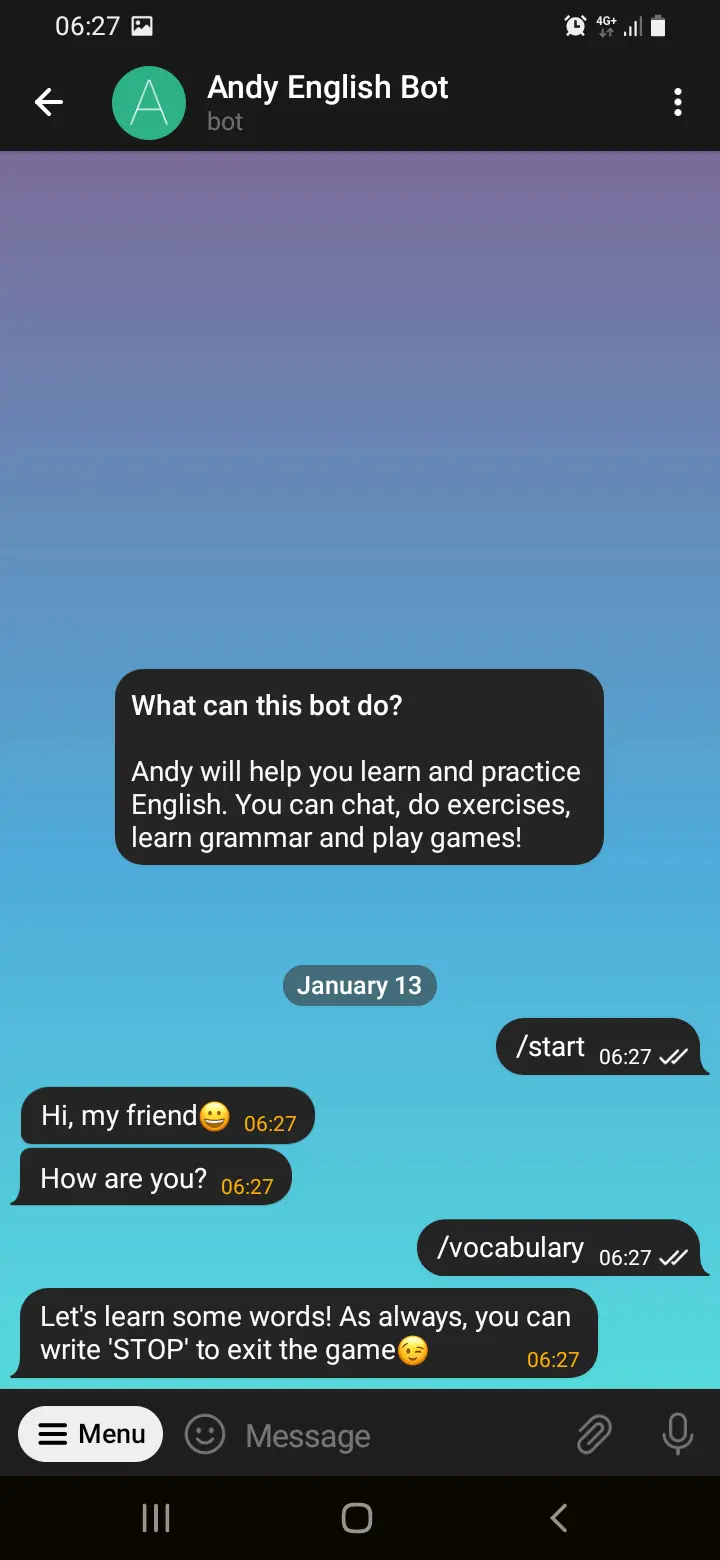 06:27
4G+
A
Andy English Bot
bot
What can this bot do?
Andy will help you learn and practice
English. You can chat, do exercises,
learn grammar and play games!
January 13
/start 06:27
Hi, my friend😀 06:27
How are you? 06:27
/vocabulary 06:27
Let's learn some words! As always, you can
write 'STOP' to exit the game😉 06:27
Menu Message